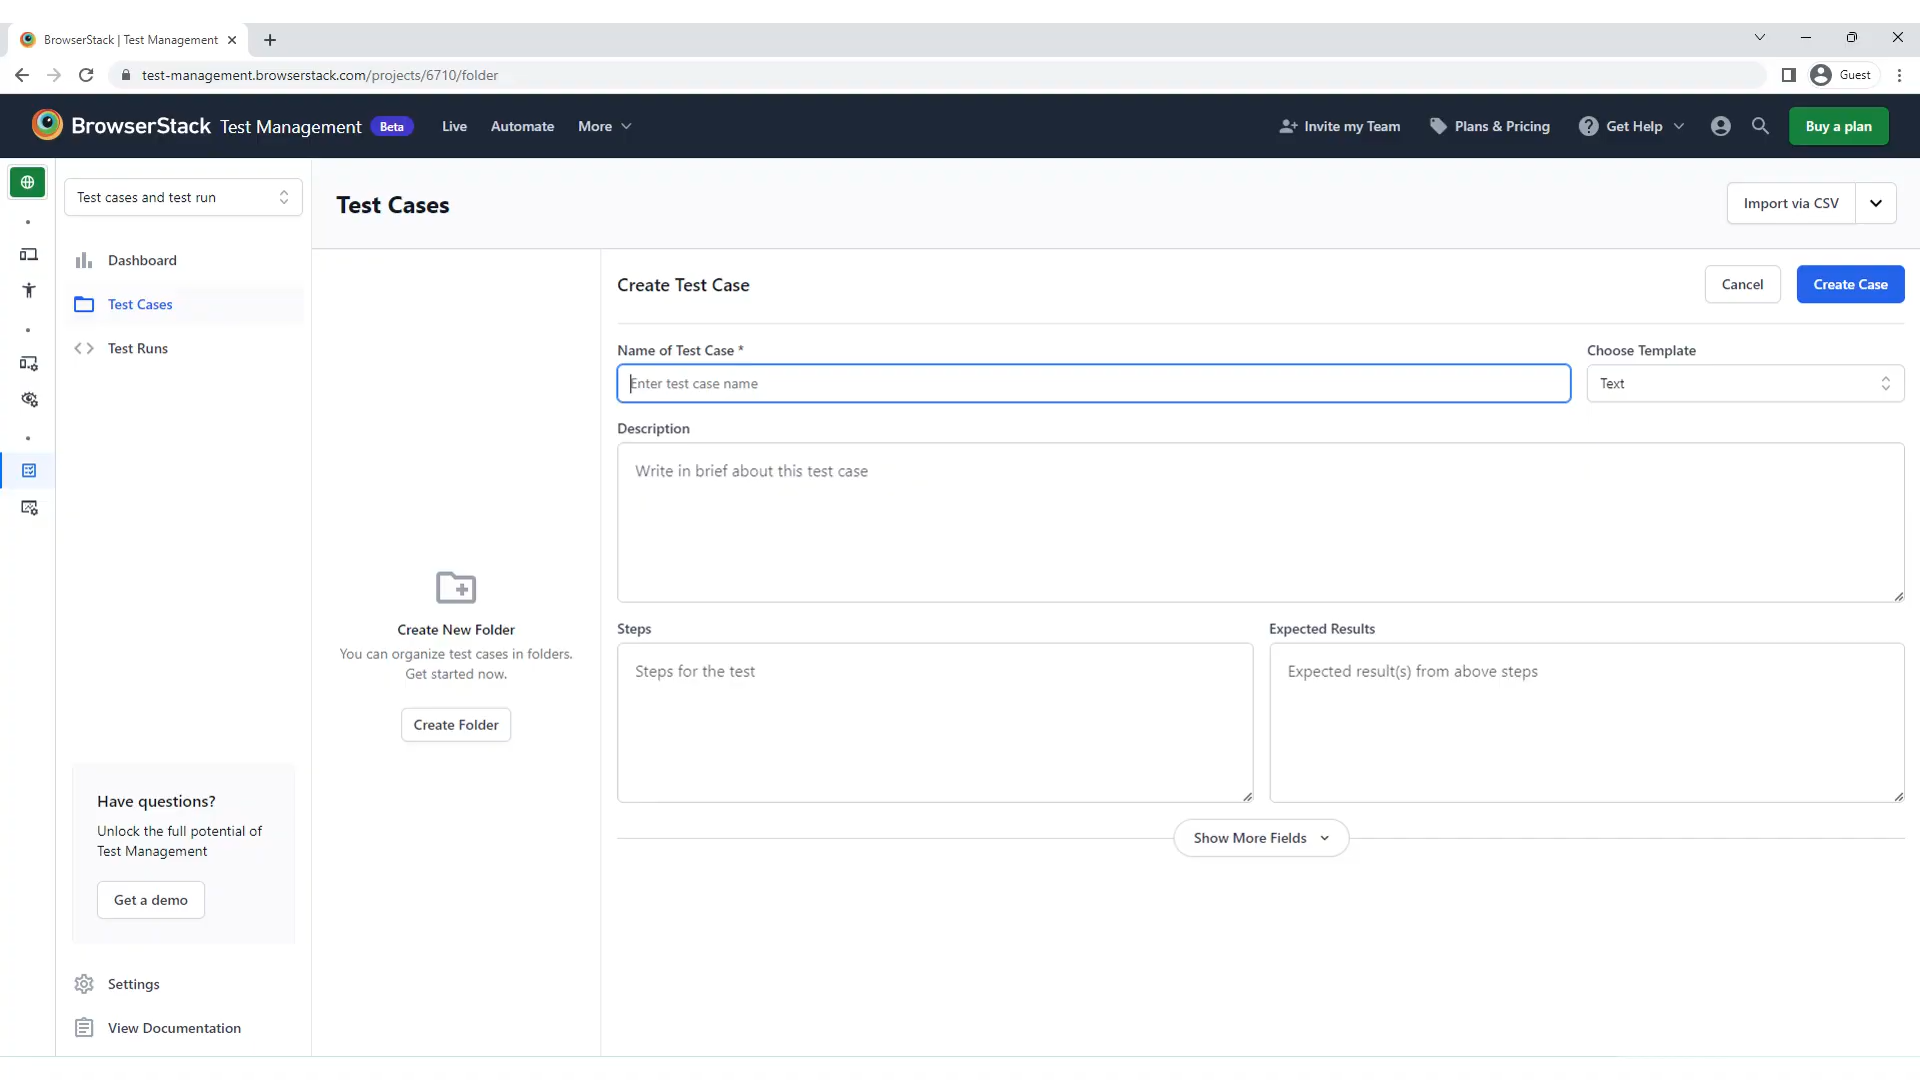 BrowserStack | Test Management
test-management.browserstack.com/projects/6710/folder
Guest
BrowserStack Test Management Beta
Live
Automate
More
Invite my Team
Plans & Pricing
Get Help
Buy a plan
Test cases and test run
Dashboard
Test Cases
Test Runs
Have questions?
Unlock the full potential of
Test Management
Get a demo
Settings
View Documentation
Test Cases
Import via CSV
Create New Folder
You can organize test cases in folders.
Get started now.
Create Folder
Create Test Case
Cancel
Create Case
Name of Test Case *
Enter test case name
Choose Template
Text
Description
Write in brief about this test case
Steps
Steps for the test
Expected Results
Expected result(s) from above steps
Show More Fields